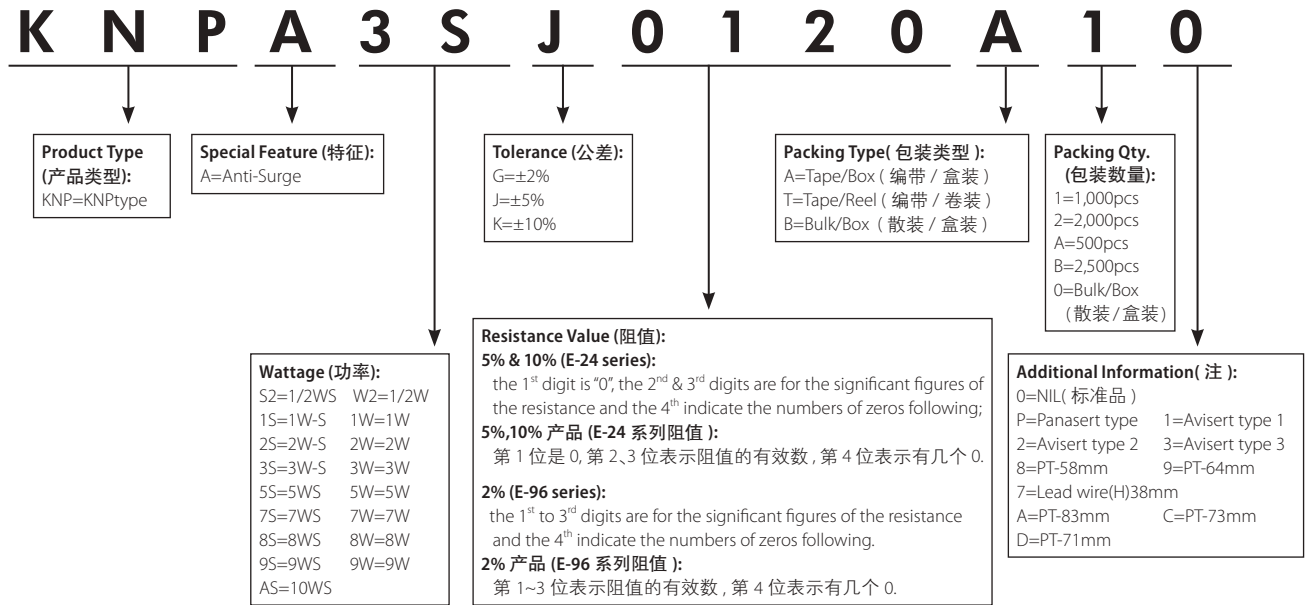 K N P A 3 S J 0 1 2 0 A 1 0
Product Type
(产品类型):
KNP=KNPtype
Special Feature (特征):
A=Anti-Surge
Tolerance (公差):
G=±2%
J=±5%
K=±10%
Packing Type( 包装类型 ):
A=Tape/Box ( 编带 / 盒装 )
T=Tape/Reel ( 编带 / 卷装 )
B=Bulk/Box ( 散装 / 盒装 )
Packing Qty.
(包装数量):
1=1,000pcs
2=2,000pcs
A=500pcs
B=2,500pcs
0=Bulk/Box
(散装 / 盒装)
Wattage (功率):
S2=1/2WS W2=1/2W
1S=1W-S 1W=1W
2S=2W-S 2W=2W
3S=3W-S 3W=3W
5S=5WS 5W=5W
7S=7WS 7W=7W
8S=8WS 8W=8W
9S=9WS 9W=9W
AS=10WS
Resistance Value (阻值):
5% & 10% (E-24 series):
the 1st digit is "0", the 2nd & 3rd digits are for the significant figures of
the resistance and the 4th indicate the numbers of zeros following;
5%,10% 产品 (E-24 系列阻值 ):
第 1 位是 0, 第 2、3 位表示阻值的有效数 , 第 4 位表示有几个 0.
2% (E-96 series):
the 1st to 3rd digits are for the significant figures of the resistance
and the 4th indicate the numbers of zeros following.
2% 产品 (E-96 系列阻值 ):
第 1~3 位表示阻值的有效数 , 第 4 位表示有几个 0.
Additional Information( 注 ):
0=NIL( 标准品 )
P=Panasert type 1=Avisert type 1
2=Avisert type 2 3=Avisert type 3
8=PT-58mm 9=PT-64mm
7=Lead wire(H)38mm
A=PT-83mm C=PT-73mm
D=PT-71mm